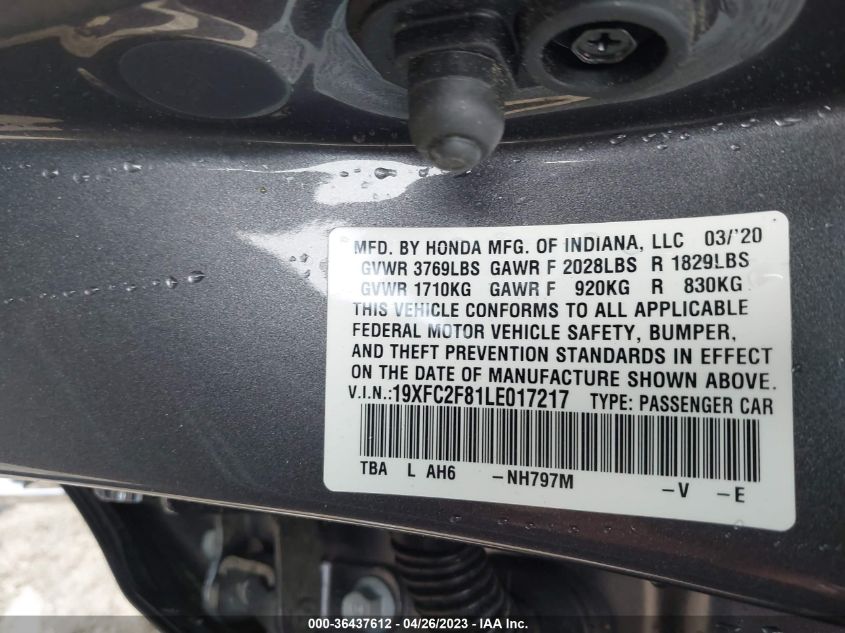 MFD. BY HONDA MFG. OF INDIANA, LLC 03/'20
GVWR 3769LBS GAWR F 2028LBS R 1829LBS
GVWR 1710KG GAWR F 920KG R 830KG
THIS VEHICLE CONFORMS TO ALL APPLICABLE
FEDERAL MOTOR VEHICLE SAFETY, BUMPER,
AND THEFT PREVENTION STANDARDS IN EFFECT
ON THE DATE OF MANUFACTURE SHOWN ABOVE.
V.I.N.:19XFC2F81LE017217 TYPE: PASSENGER CAR
TBA L AH6 -NH797M -V -E
000-36437612 - 04/26/2023 - IAA Inc.